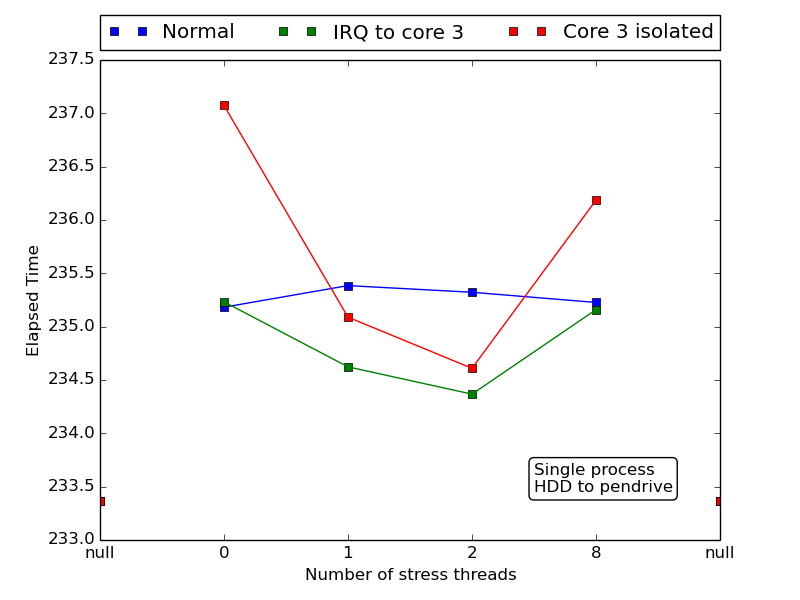 Normal IRQ to core 3 Core 3 isolated
237.5
237.0
236.5
236.0
235.5
235.0
234.5
234.0
233.5
233.0
Elapsed Time
Single process
HDD to pendrive
null 0 1 2 8 null
Number of stress threads